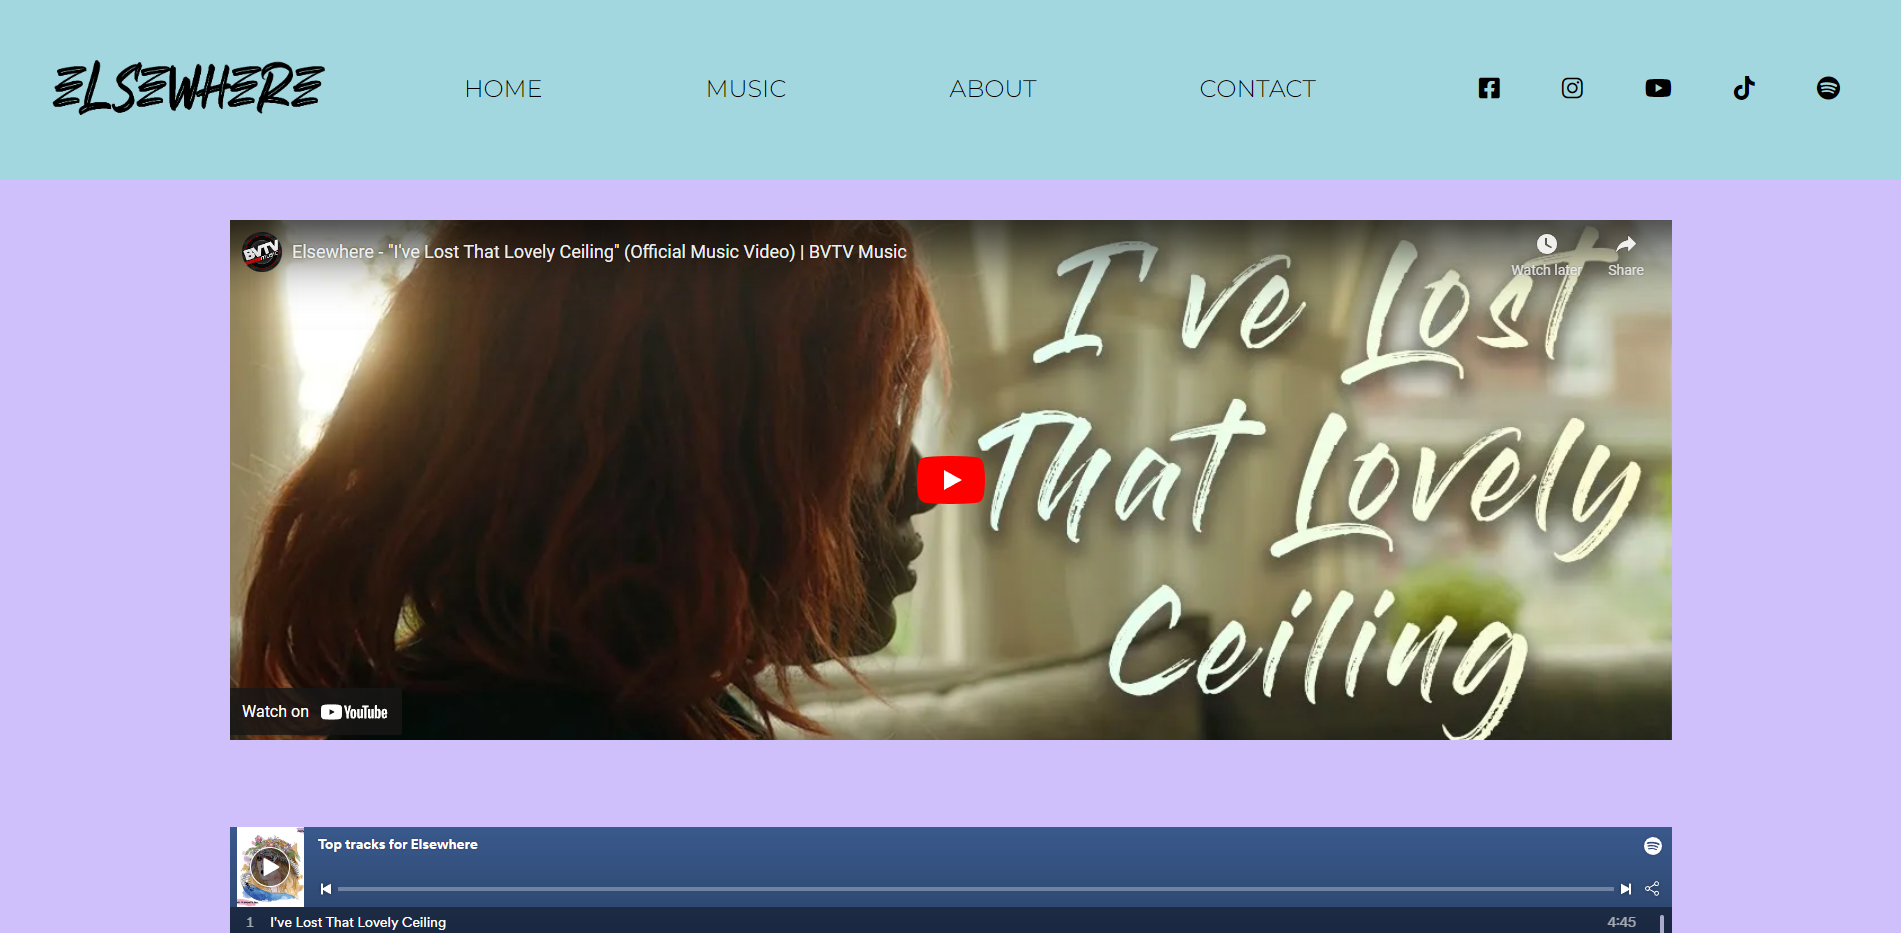 ELSEWHERE
HOME
MUSIC
ABOUT
CONTACT
BVTV
music
Elsewhere - "I've Lost That Lovely Ceiling" (Official Music Video) | BVTV Music
Watch later
Share
I've Lost
That Lovely
Ceiling
Watch on YouTube
Top tracks for Elsewhere
1 I've Lost That Lovely Ceiling 4:45